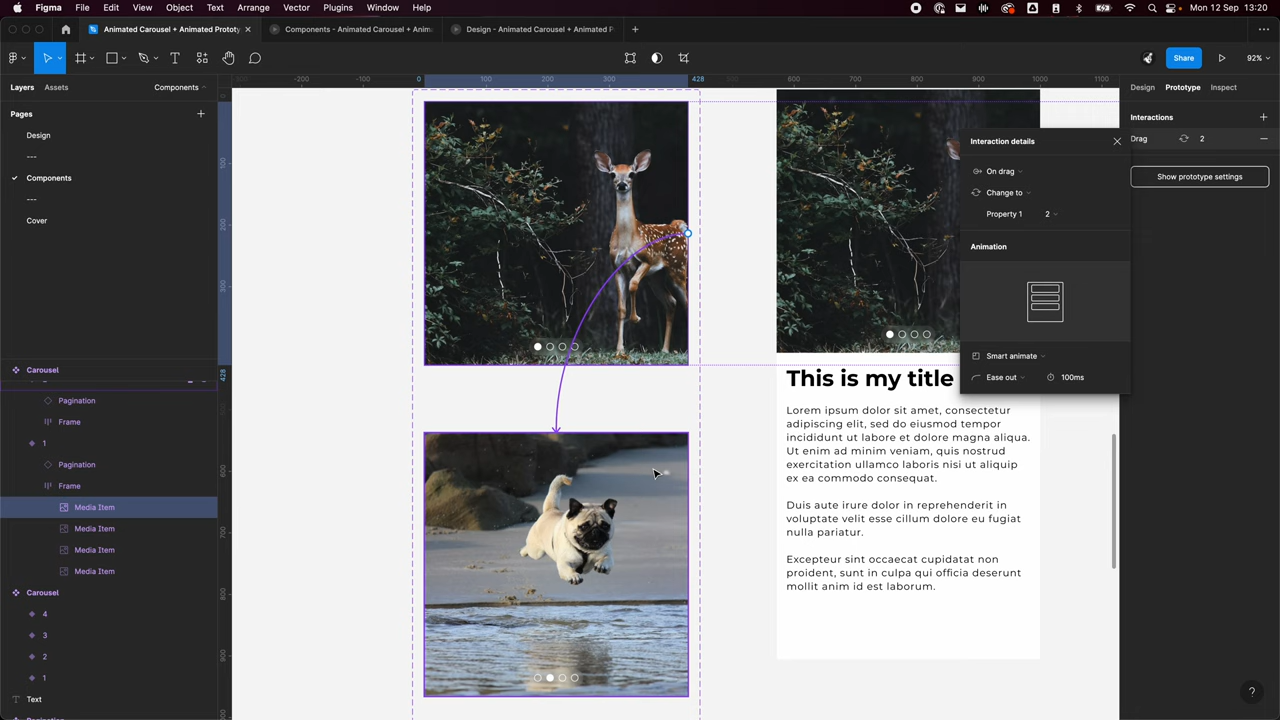 Figma File Edit View Object Text Arrange Vector Plugins Window Help
Mon 12 Sep 13:20
Animated Carousel + Animated Prototy
Components - Animated Carousel + Anima
Design - Animated Carousel + Animated P
Share
92%
Layers Assets
Components
Pages
Design
---
Components
---
Cover
Carousel
Pagination
Frame
1
Pagination
Frame
Media Item
Media Item
Media Item
Media Item
Carousel
4
3
2
1
Text
-200 -100 0 100 200 300 428 600 700 800 900 1000 1100
100
200
300
428
600
700
800
900
This is my title
Lorem ipsum dolor sit amet, consectetur
adipiscing elit, sed do eiusmod tempor
incididunt ut labore et dolore magna aliqua.
Ut enim ad minim veniam, quis nostrud
exercitation ullamco laboris nisi ut aliquip
ex ea commodo consequat.
Duis aute irure dolor in reprehenderit in
voluptate velit esse cillum dolore eu fugiat
nulla pariatur.
Excepteur sint occaecat cupidatat non
proident, sunt in culpa qui officia deserunt
mollit anim id est laborum.
Interaction details
On drag
Change to
Property 1 2
Animation
Smart animate
Ease out 100ms
Design Prototype Inspect
Interactions
Drag 2
Show prototype settings
?